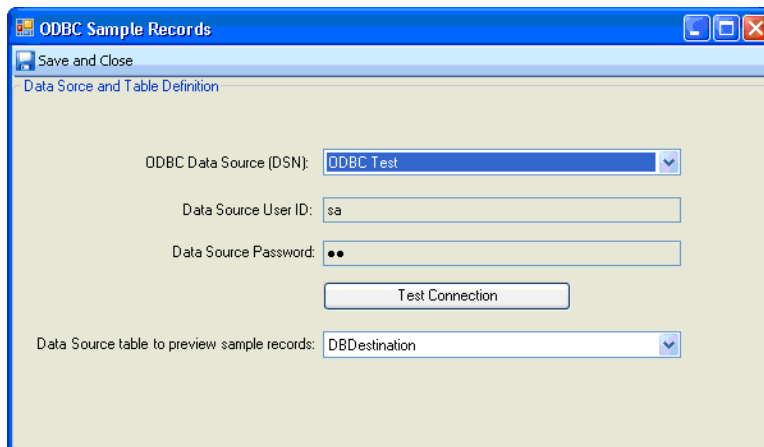 ODBC Sample Records
Save and Close
Data Sorce and Table Definition
ODBC Data Source (DSN): ODBC Test
Data Source User ID: sa
Data Source Password: ●●
Test Connection
Data Source table to preview sample records: DBDestination